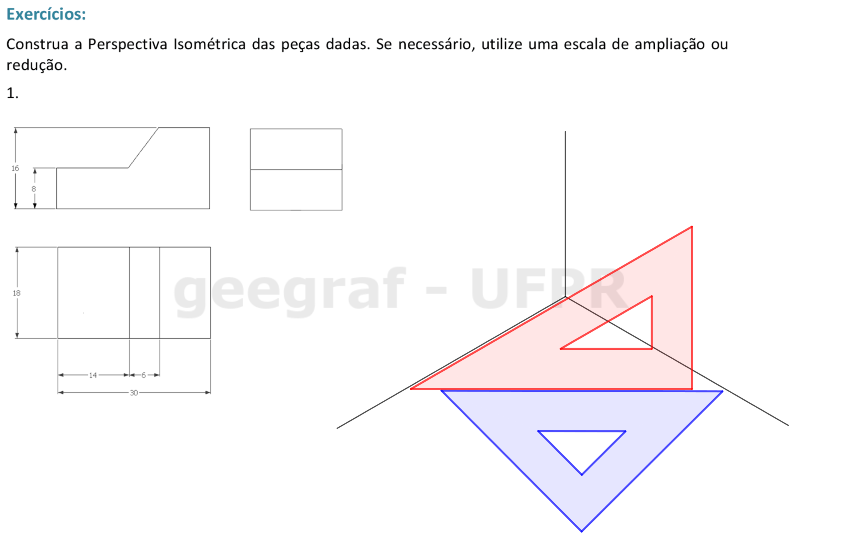 Exercícios:
Construa a Perspectiva Isométrica das peças dadas. Se necessário, utilize uma escala de ampliação ou
redução.
1.
16
8
18
geegraf - UFPR
14
6
30